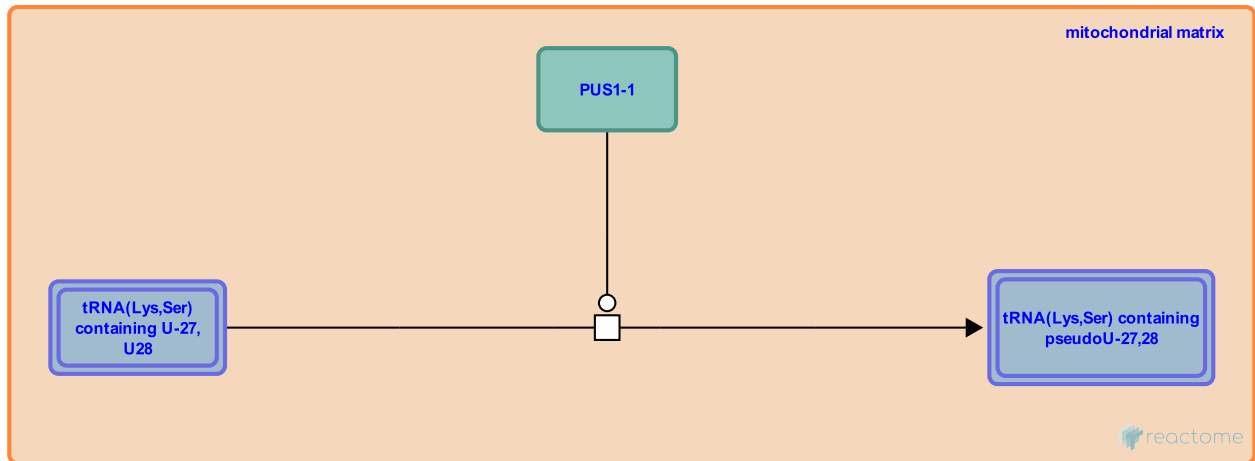 mitochondrial matrix
PUS1-1
tRNA(Lys,Ser)
containing U-27,
U28
tRNA(Lys,Ser) containing
pseudoU-27,28
reactome